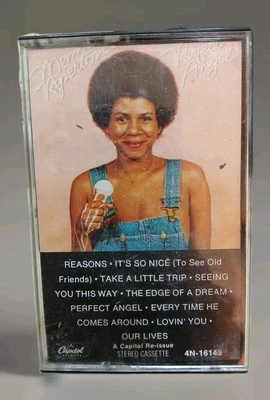 Minnie
Riperton
Perfect
Angel
REASONS • IT'S SO NICE (To See Old
Friends) • TAKE A LITTLE TRIP • SEEING
YOU THIS WAY • THE EDGE OF A DREAM •
PERFECT ANGEL • EVERY TIME HE
COMES AROUND • LOVIN' YOU •
OUR LIVES
A Capitol Re-issue
Capitol
STEREO CASSETTE
4N-16145